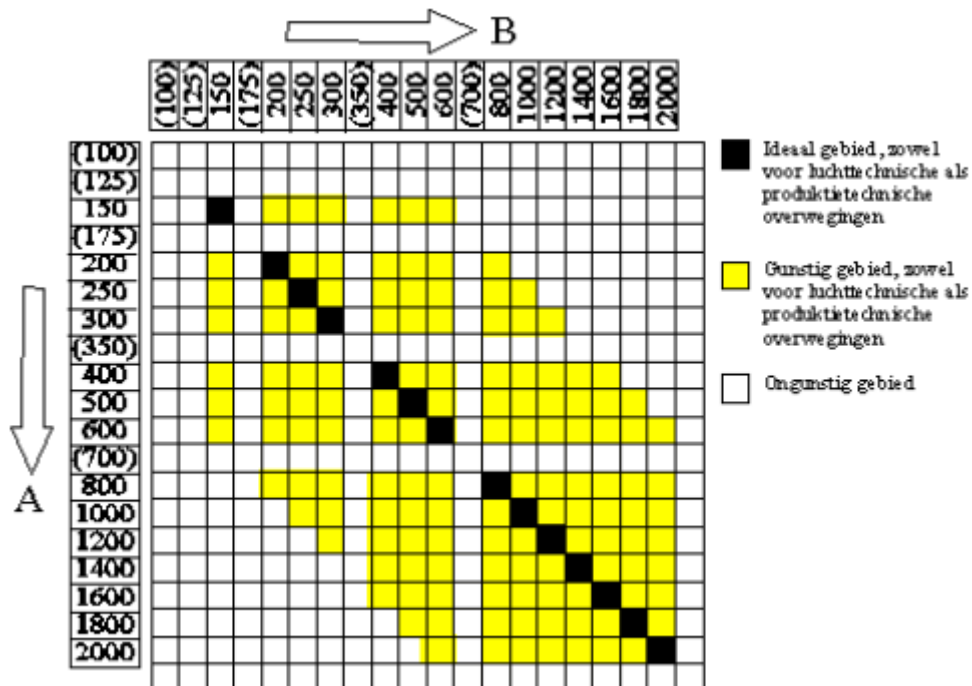 B
(100) (125) 150 (175) 200 250 300 (350) 400 500 600 (700) 800 1000 1200 1400 1600 1800 2000
(100)
(125)
150
(175)
200
250
300
(350)
400
500
600
(700)
800
1000
1200
1400
1600
1800
2000
A
Ideaal gebied, zowel
voor luchttechnische als
produktietechnische
overwegingen
Gunstig gebied, zowel
voor luchttechnische als
produktietechnische
overwegingen
Ongunstig gebied